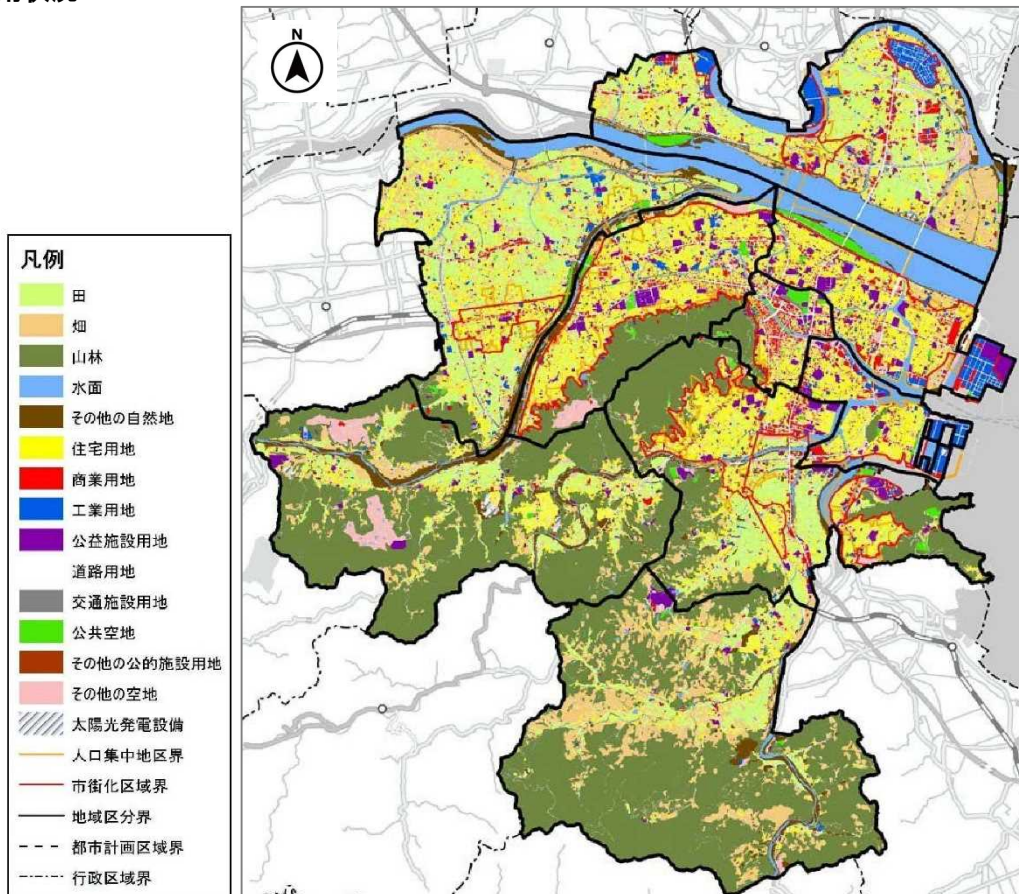 N
凡例
田
畑
山林
水面
その他の自然地
住宅用地
商業用地
工業用地
公益施設用地
道路用地
交通施設用地
公共空地
その他の公的施設用地
その他の空地
太陽光発電設備
人口集中地区界
市街化区域界
地域区分界
都市計画区域界
行政区域界